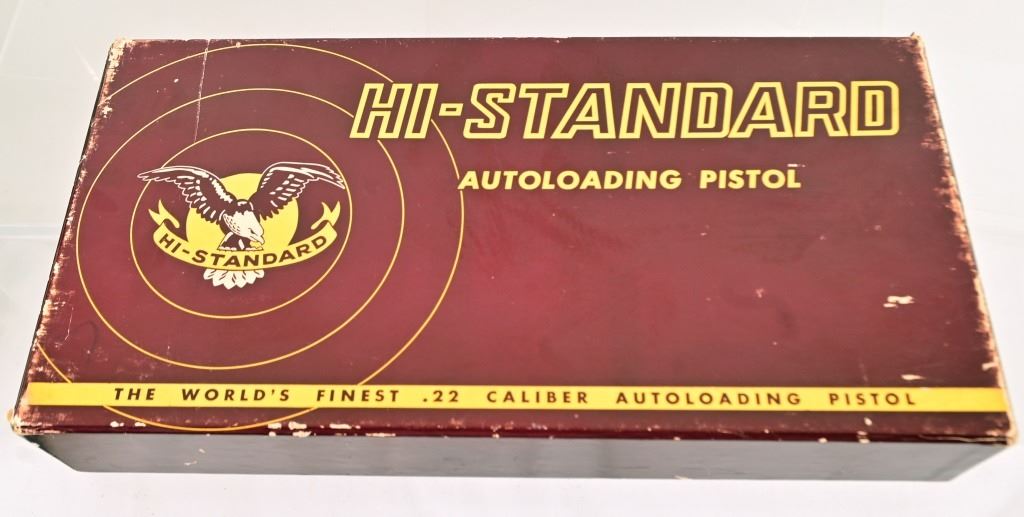 HI-STANDARD
AUTOLOADING PISTOL
HI-STANDARD
THE WORLD'S FINEST .22 CALIBER AUTOLOADING PISTOL